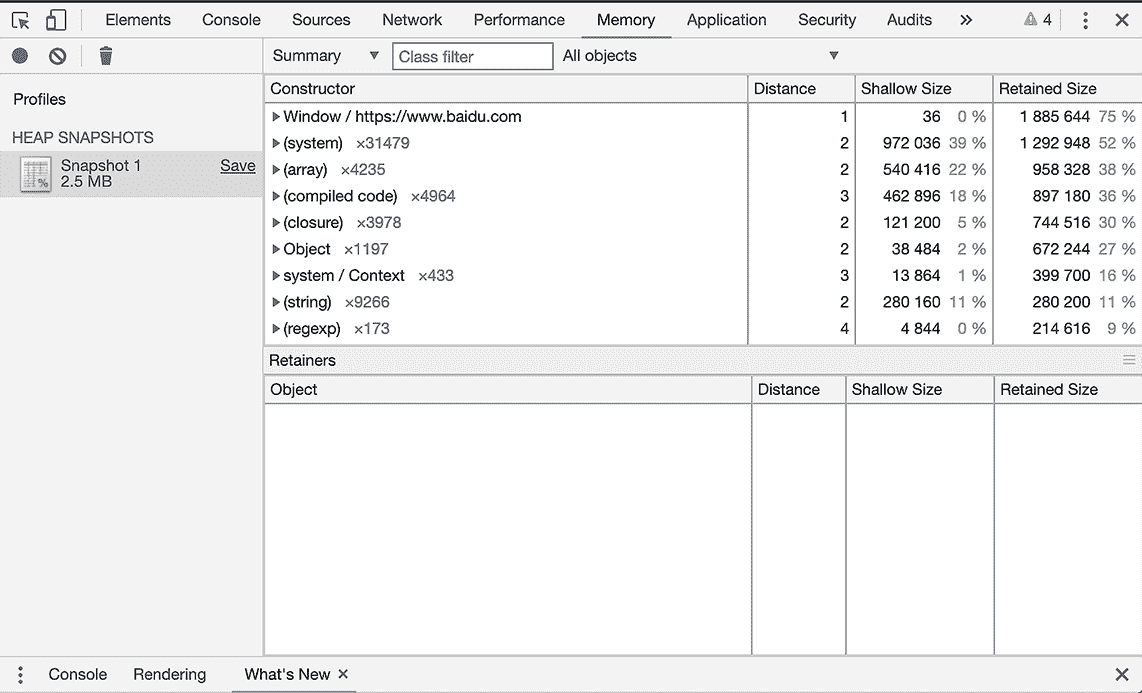 Elements Console Sources Network Performance Memory Application Security Audits » 4
Summary ▼ Class filter All objects ▼
Profiles
HEAP SNAPSHOTS
Snapshot 1 Save
2.5 MB
Constructor Distance Shallow Size Retained Size
Window / https://www.baidu.com 1 36 0 % 1 885 644 75 %
(system) ×31479 2 972 036 39 % 1 292 948 52 %
(array) ×4235 2 540 416 22 % 958 328 38 %
(compiled code) ×4964 3 462 896 18 % 897 180 36 %
(closure) ×3978 2 121 200 5 % 744 516 30 %
Object ×1197 2 38 484 2 % 672 244 27 %
system / Context ×433 3 13 864 1 % 399 700 16 %
(string) ×9266 2 280 160 11 % 280 200 11 %
(regexp) ×173 4 4 844 0 % 214 616 9 %
Retainers
Object Distance Shallow Size Retained Size
Console Rendering What's New ×